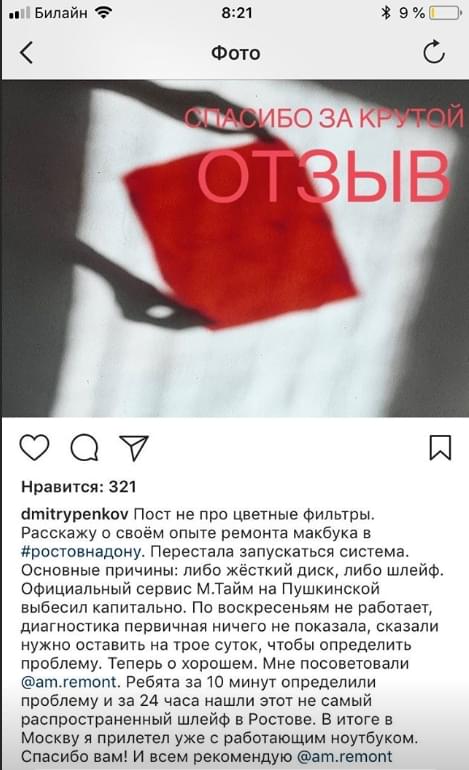 Билайн 8:21 9 %
Фото
СПАСИБО ЗА КРУТОЙ
ОТЗЫВ
Нравится: 321
dmitrypenkov Пост не про цветные фильтры.
Расскажу о своём опыте ремонта макбука в
#ростовнадону. Перестала запускаться система.
Основные причины: либо жёсткий диск, либо шлейф.
Официальный сервис М.Тайм на Пушкинской
выбесил капитально. По воскресеньям не работает,
диагностика первичная ничего не показала, сказали
нужно оставить на трое суток, чтобы определить
проблему. Теперь о хорошем. Мне посоветовали
@am.remont. Ребята за 10 минут определили
проблему и за 24 часа нашли этот не самый
распространенный шлейф в Ростове. В итоге в
Москву я прилетел уже с работающим ноутбуком.
Спасибо вам! И всем рекомендую @am.remont